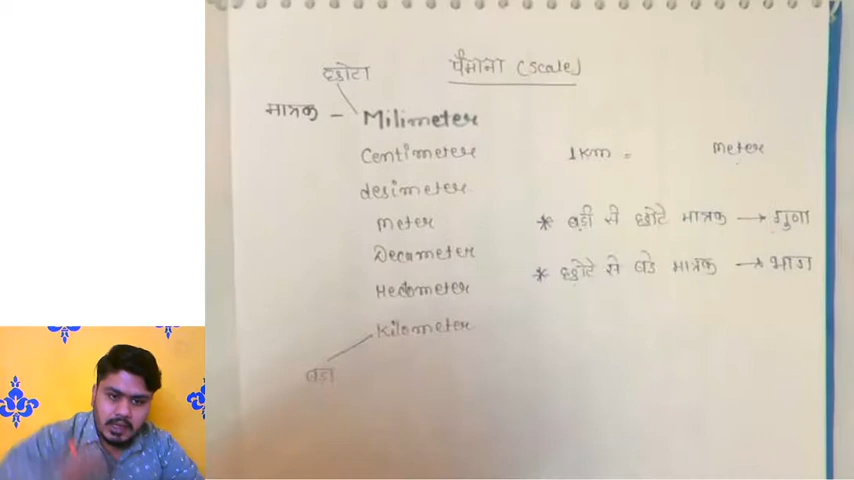 पैमाना (scale)
छोटा
मात्रक - Milimeter
Centimeter
desimeter
meter
Decameter
Hectometer
Kilometer
बड़ा
1km = meter
* बड़ी से छोटे मात्रक → गुणा
* छोटे से बड़े मात्रक → भाग